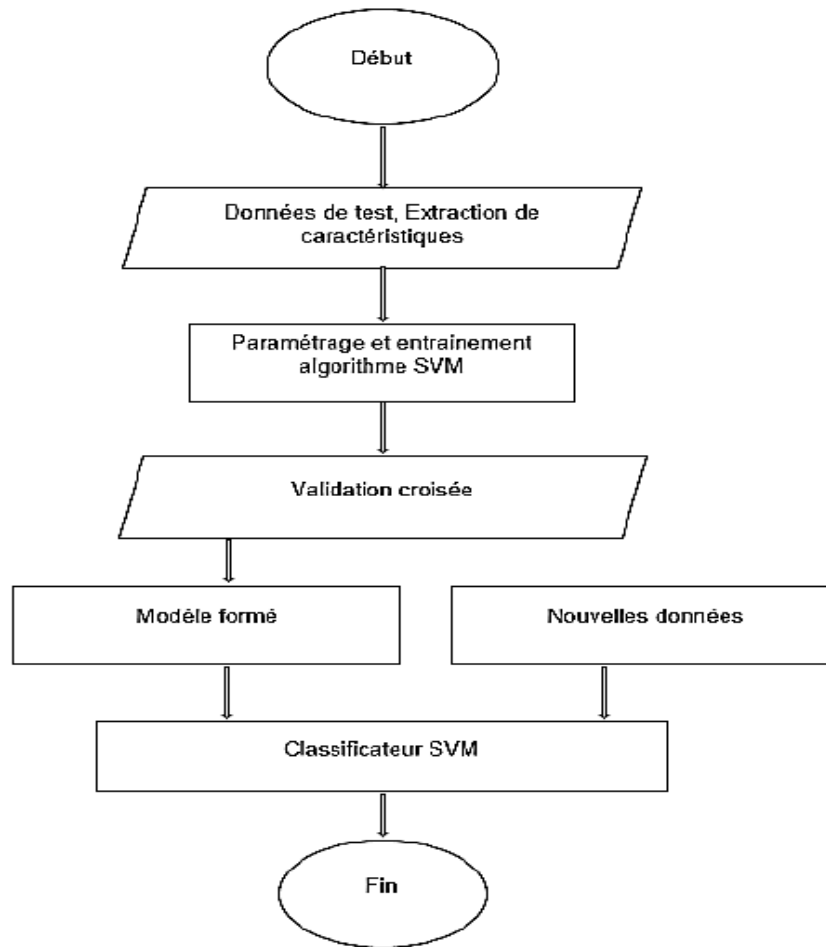 Début
Données de test, Extraction de
caractéristiques
Paramétrage et entrainement
algorithme SVM
Validation croisée
Modèle formé
Nouvelles données
Classificateur SVM
Fin